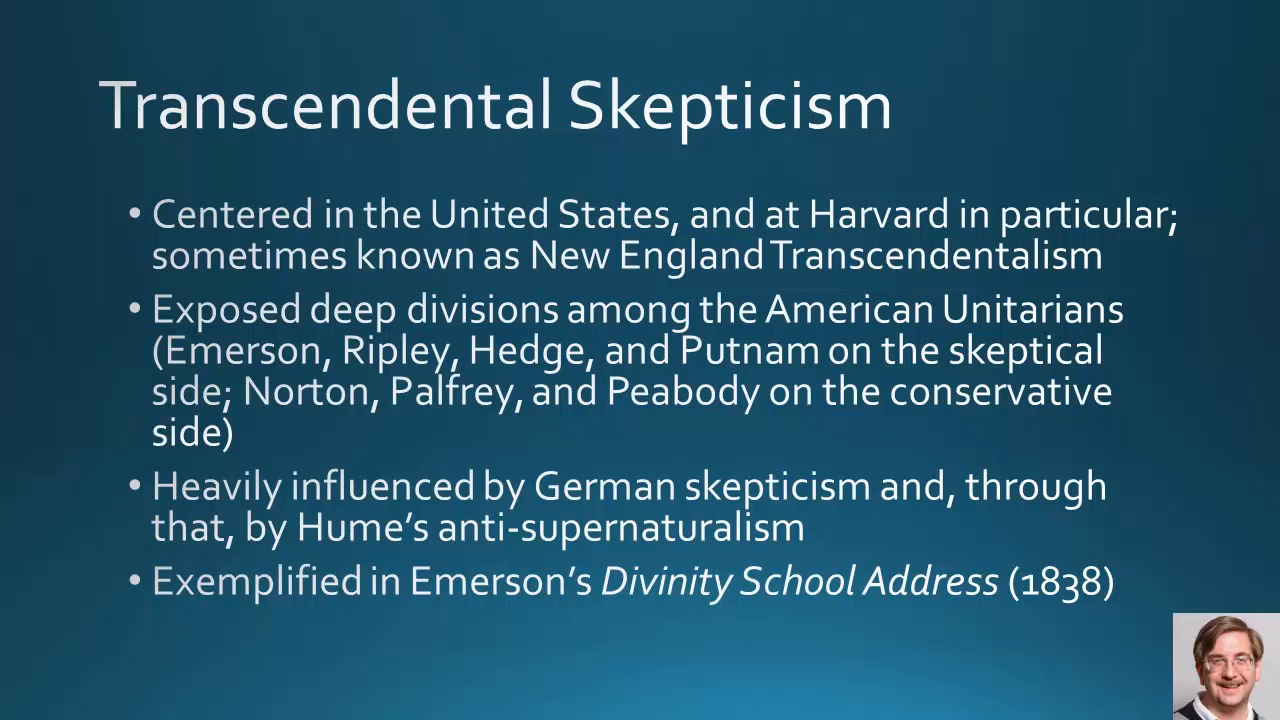 Transcendental Skepticism
• Centered in the United States, and at Harvard in particular;
sometimes known as New England Transcendentalism
• Exposed deep divisions among the American Unitarians
(Emerson, Ripley, Hedge, and Putnam on the skeptical
side; Norton, Palfrey, and Peabody on the conservative
side)
• Heavily influenced by German skepticism and, through
that, by Hume’s anti-supernaturalism
• Exemplified in Emerson’s Divinity School Address (1838)